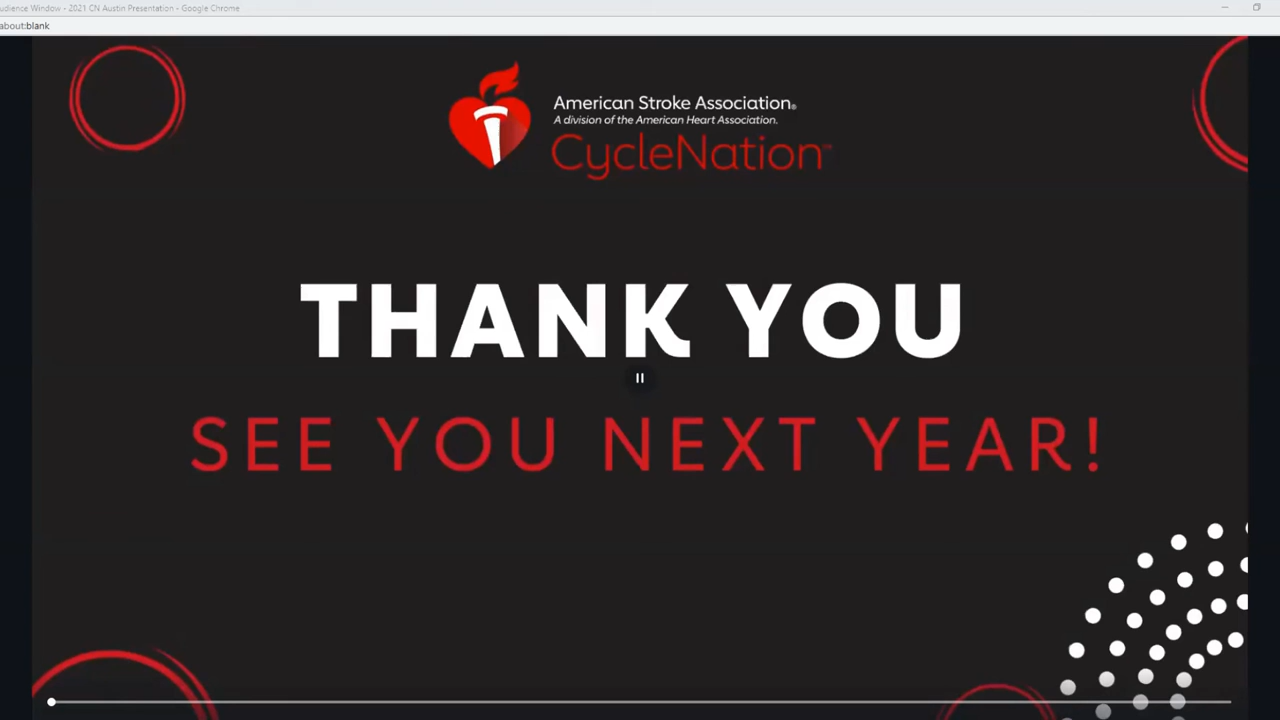 udience Window - 2021 CN Austin Presentation - Google Chrome
about:blank
American Stroke Association®
A division of the American Heart Association.
CycleNation™
THANK YOU
SEE YOU NEXT YEAR!